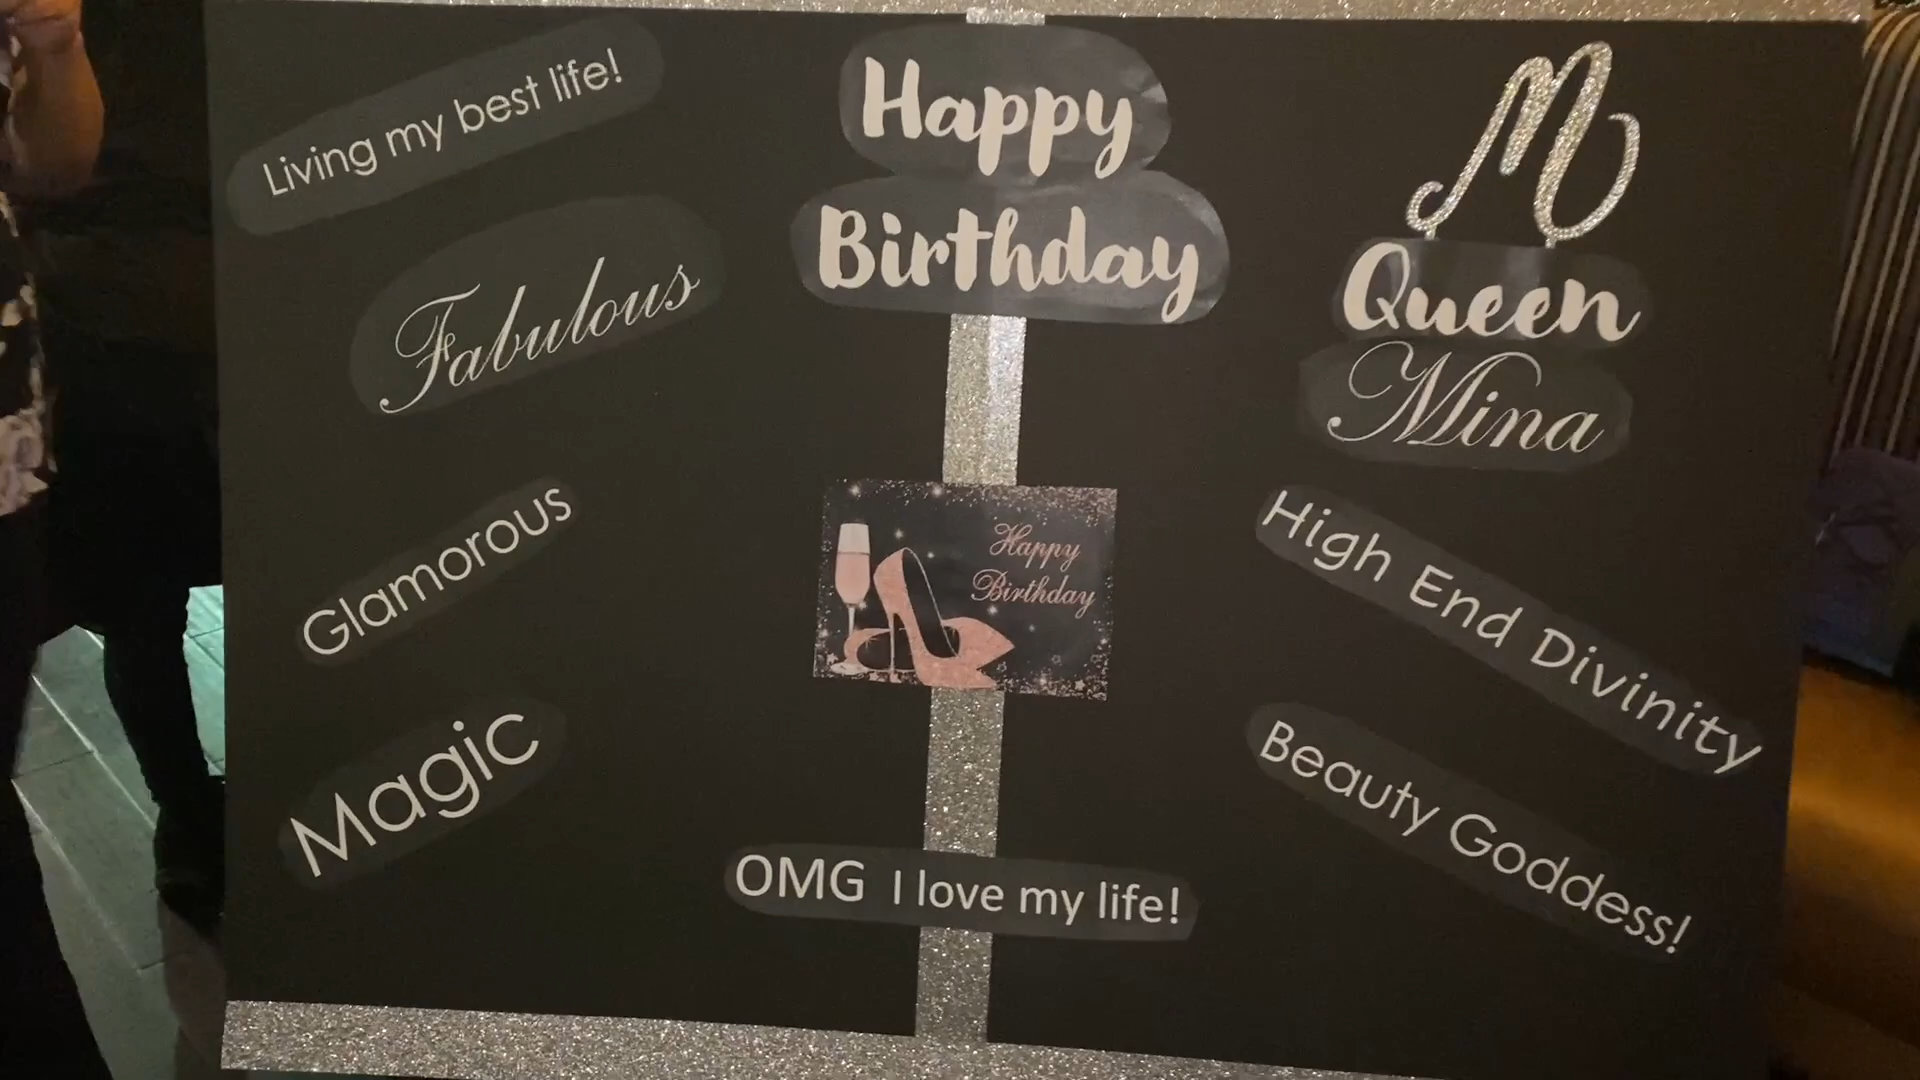 Living my best life!
Fabulous
Glamorous
Magic
Happy
Birthday
Happy
Birthday
OMG I love my life!
M
Queen
Mina
High End Divinity
Beauty Goddess!